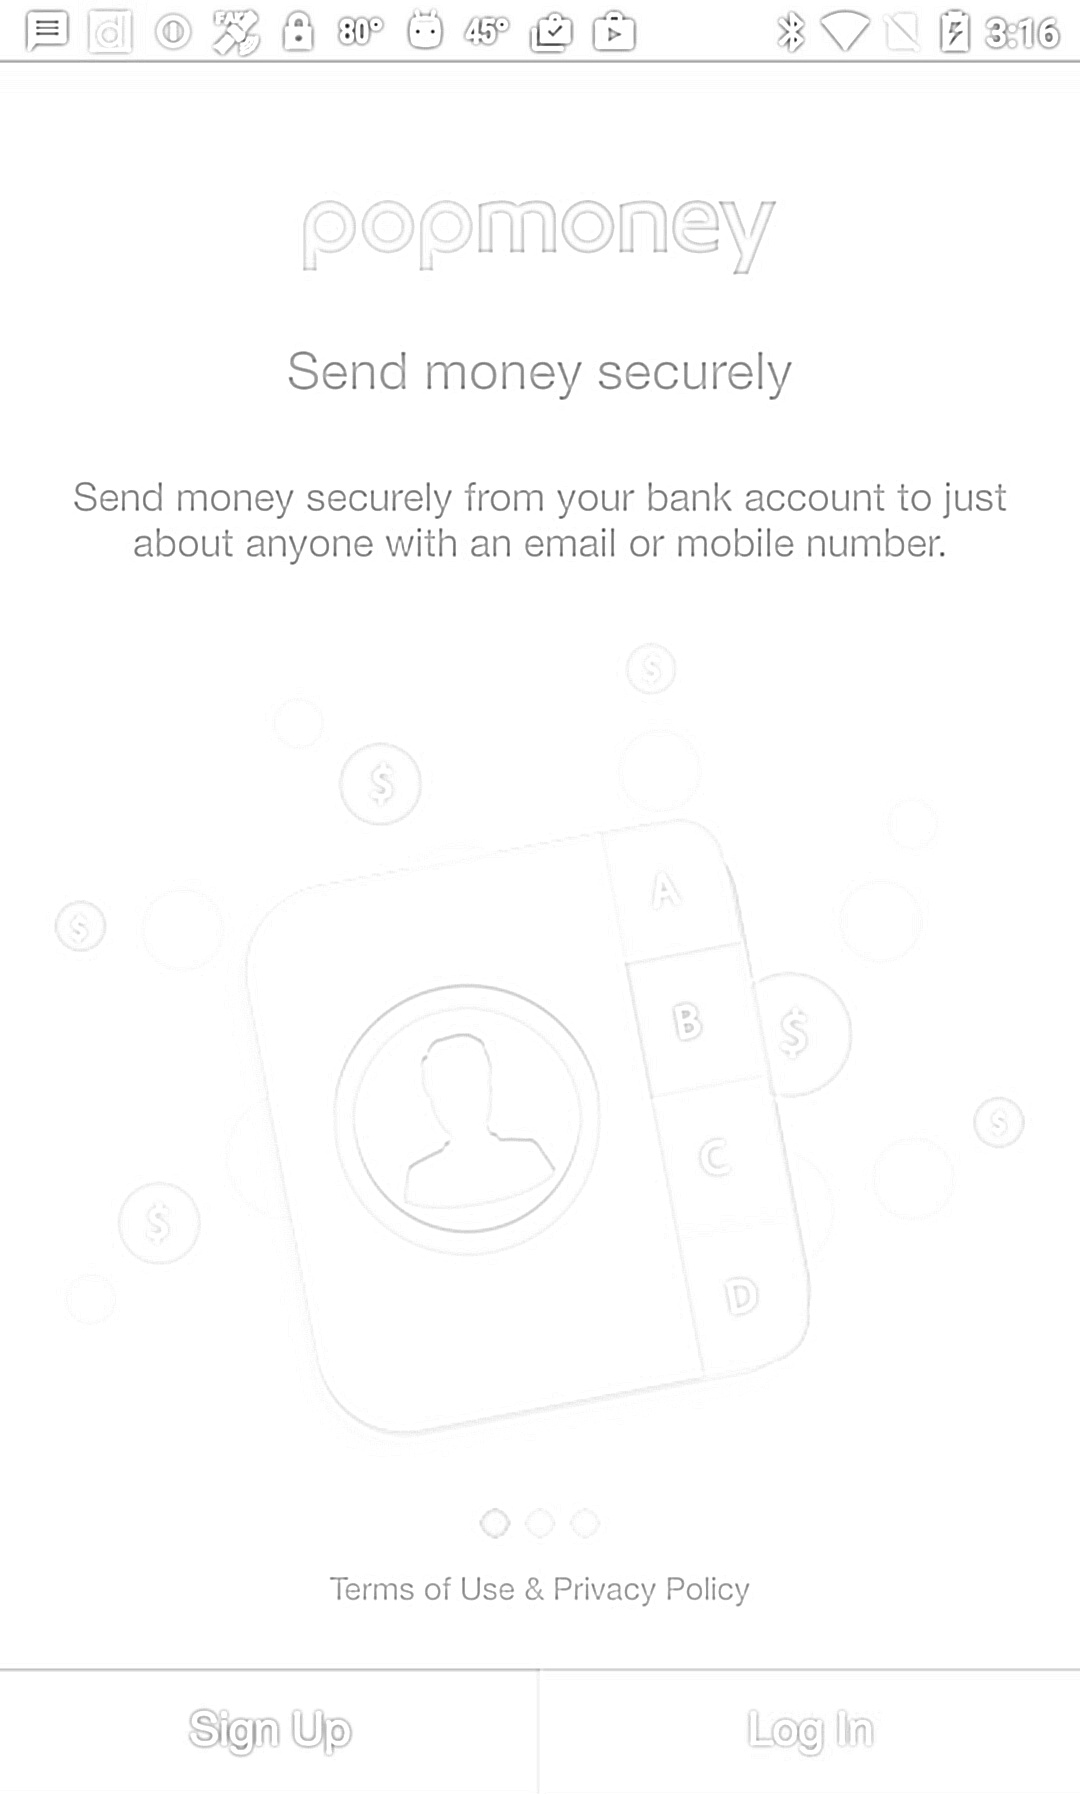 FAV 80° 45° 3:16
popmoney
Send money securely
Send money securely from your bank account to just
about anyone with an email or mobile number.
$
$
A
$
B
$
$
C
$
D
Terms of Use & Privacy Policy
Sign Up Log In